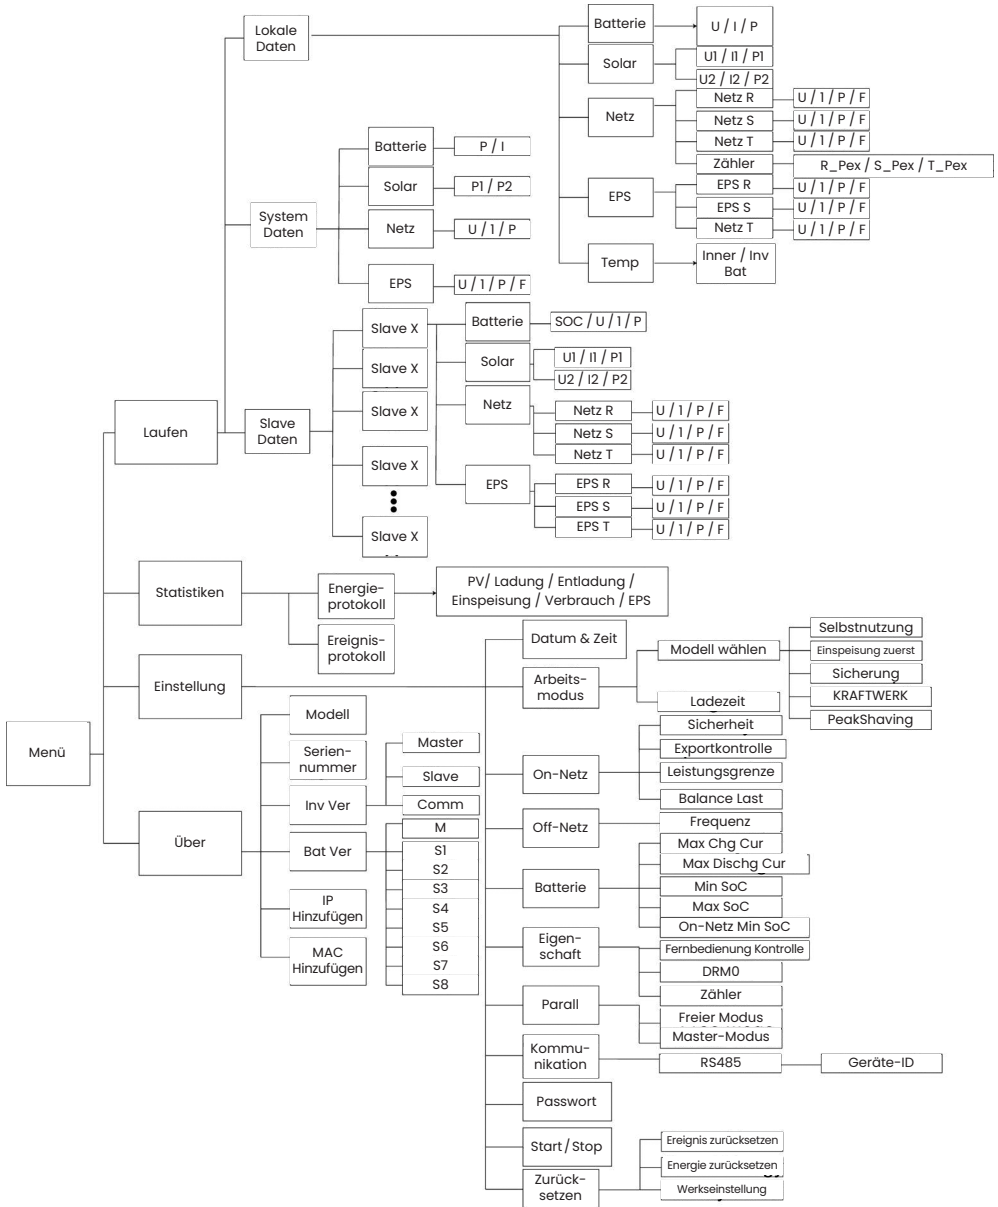 Menü
Laufen
Lokale
Daten
Batterie
U / I / P
Solar
U1 / I1 / P1
U2 / I2 / P2
Netz
Netz R
U / 1 / P / F
Netz S
U / 1 / P / F
Netz T
U / 1 / P / F
Zähler
R_Pex / S_Pex / T_Pex
EPS
EPS R
U / 1 / P / F
EPS S
U / 1 / P / F
Netz T
U / 1 / P / F
Temp
Inner / Inv
Bat
System
Daten
Batterie
P / I
Solar
P1 / P2
Netz
U / 1 / P
EPS
U / 1 / P / F
Slave
Daten
Slave X
Slave X
Slave X
Slave X
Slave X
Batterie
SOC / U / 1 / P
Solar
U1 / I1 / P1
U2 / I2 / P2
Netz
Netz R
U / 1 / P / F
Netz S
U / 1 / P / F
Netz T
U / 1 / P / F
EPS
EPS R
U / 1 / P / F
EPS S
U / 1 / P / F
EPS T
U / 1 / P / F
Statistiken
Energie-
protokoll
PV/ Ladung / Entladung /
Einspeisung / Verbrauch / EPS
Ereignis-
protokoll
Einstellung
Datum & Zeit
Arbeits-
modus
Modell wählen
Selbstnutzung
Einspeisung zuerst
Sicherung
KRAFTWERK
PeakShaving
Ladezeit
On-Netz
Sicherheit
Exportkontrolle
Leistungsgrenze
Balance Last
Off-Netz
Frequenz
Batterie
Max Chg Cur
Max Dischg Cur
Min SoC
Max SoC
On-Netz Min SoC
Eigen-
schaft
Fernbedienung Kontrolle
DRM0
Zähler
Parall
Freier Modus
Master-Modus
Kommu-
nikation
RS485
Geräte-ID
Passwort
Start / Stop
Zurück-
setzen
Ereignis zurücksetzen
Energie zurücksetzen
Werkseinstellung
Über
Modell
Serien-
nummer
Inv Ver
Master
Slave
Comm
Bat Ver
M
S1
S2
S3
S4
S5
S6
S7
S8
IP
Hinzufügen
MAC
Hinzufügen